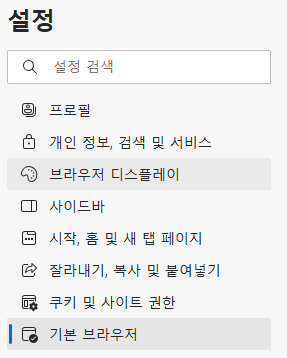 설정
설정 검색
프로필
개인 정보, 검색 및 서비스
브라우저 디스플레이
사이드바
시작, 홈 및 새 탭 페이지
잘라내기, 복사 및 붙여넣기
쿠키 및 사이트 권한
기본 브라우저